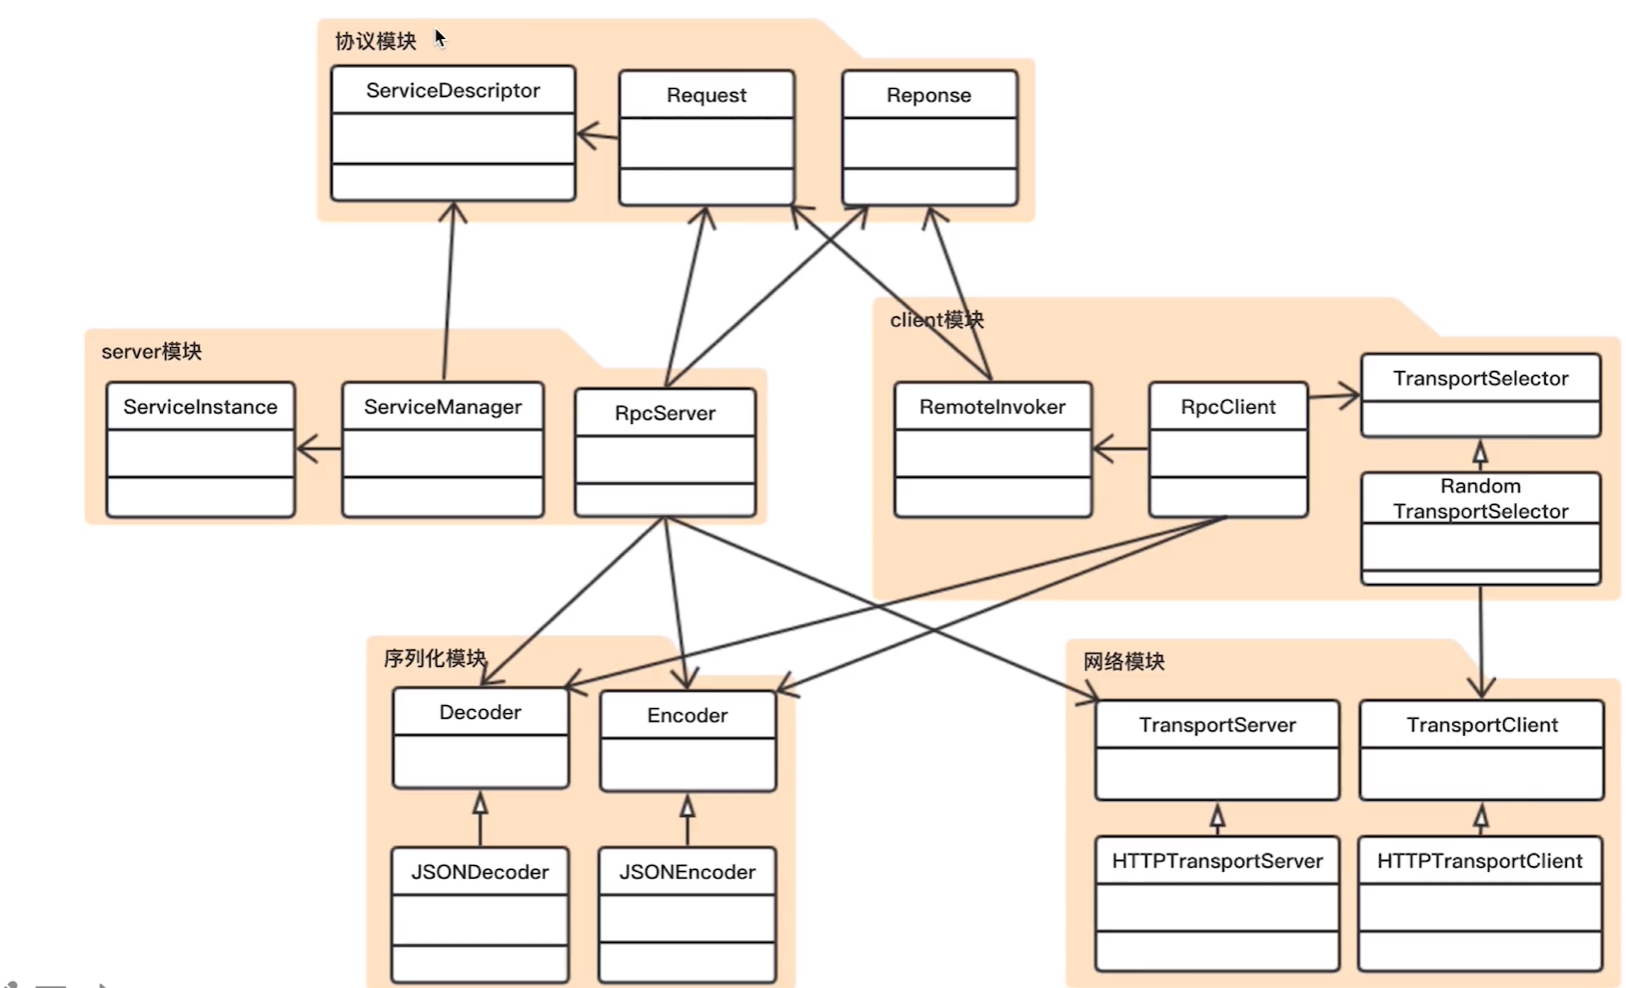 协议模块
ServiceDescriptor
Request
Reponse
server模块
ServiceInstance
ServiceManager
RpcServer
client模块
RemoteInvoker
RpcClient
TransportSelector
Random
TransportSelector
序列化模块
Decoder
Encoder
JSONDecoder
JSONEncoder
网络模块
TransportServer
TransportClient
HTTPTransportServer
HTTPTransportClient